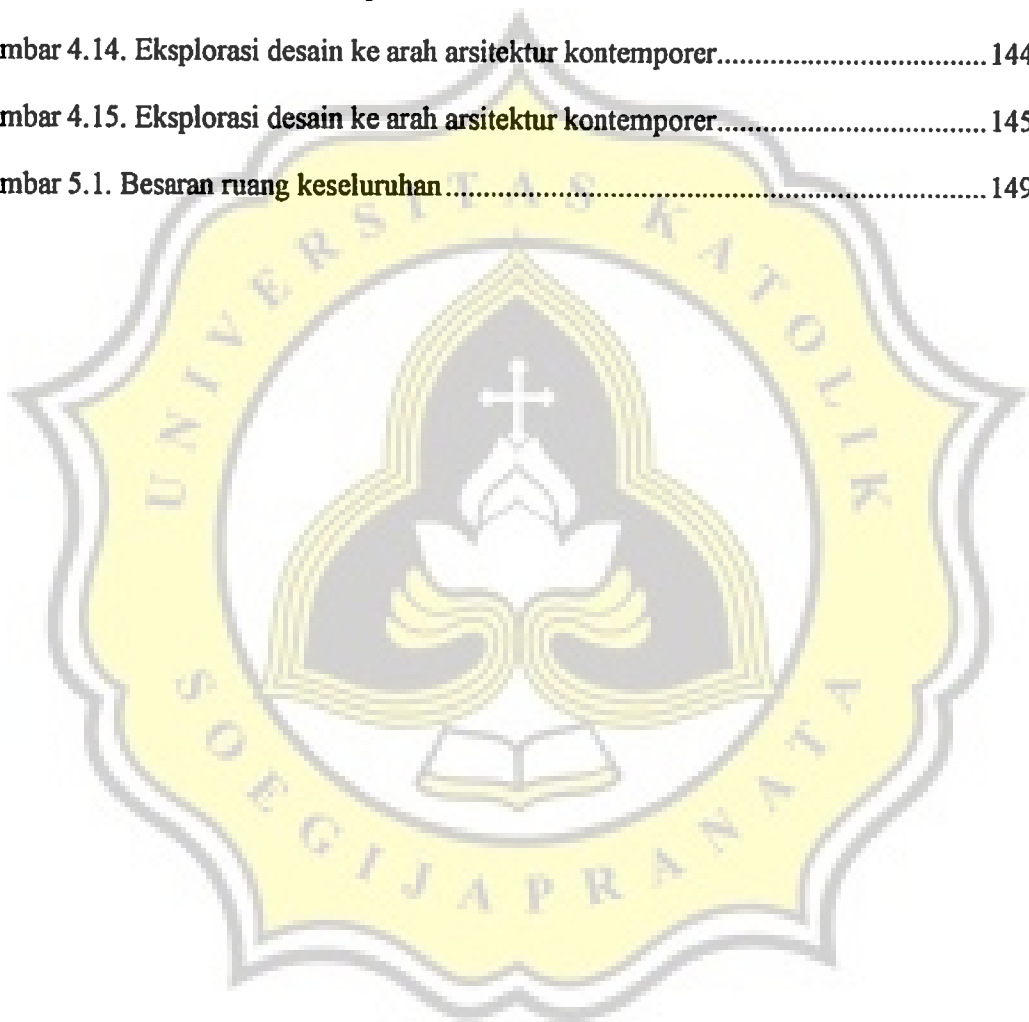 mbar 4.14. Eksplorasi desain ke arah arsitektur kontemporer.................................. 144
mbar 4.15. Eksplorasi desain ke arah arsitektur kontemporer.................................. 145
mbar 5.1. Besaran ruang keseluruhan...................................................................... 149
UNIVERSITAS KATOLIK
SOEGIJAPRANATA